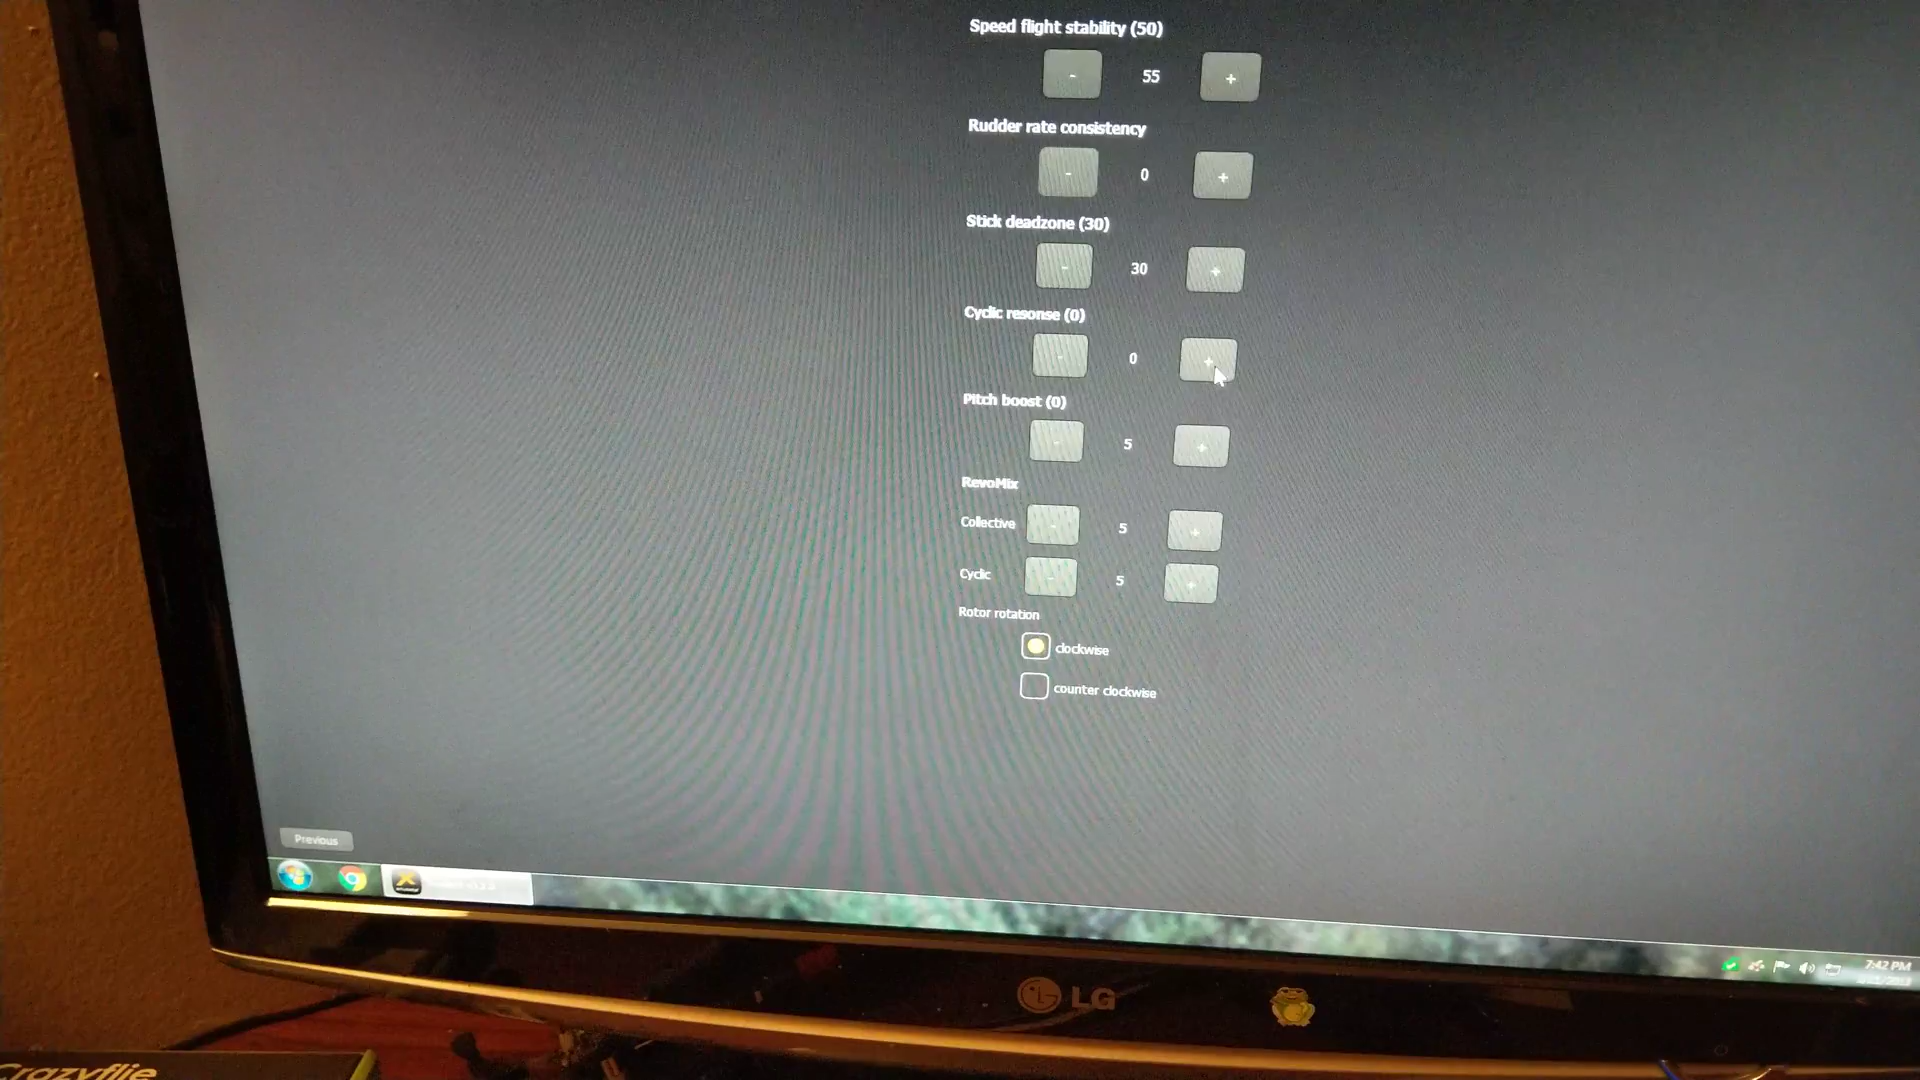 Speed flight stability (50)
- 55 +
Rudder rate consistency
- 0 +
Stick deadzone (30)
- 30 +
Cyclic resonse (0)
- 0 +
Pitch boost (0)
- 5 +
RevoMix
Collective - 5 +
Cyclic - 5 +
Rotor rotation
clockwise
counter clockwise
Previous
7:42 PM
LG
Crazyflie